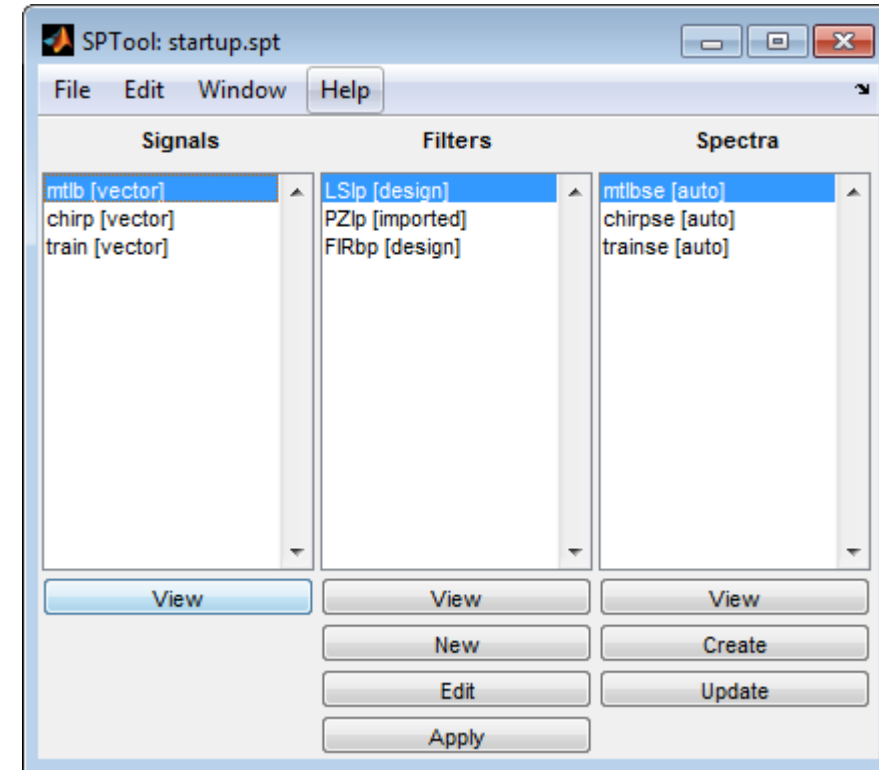 SPTool: startup.spt
File Edit Window Help
Signals Filters Spectra
mtlb [vector] LSlp [design] mtlbse [auto]
chirp [vector] PZlp [imported] chirpse [auto]
train [vector] FIRbp [design] trainse [auto]
View View View
New Create
Edit Update
Apply